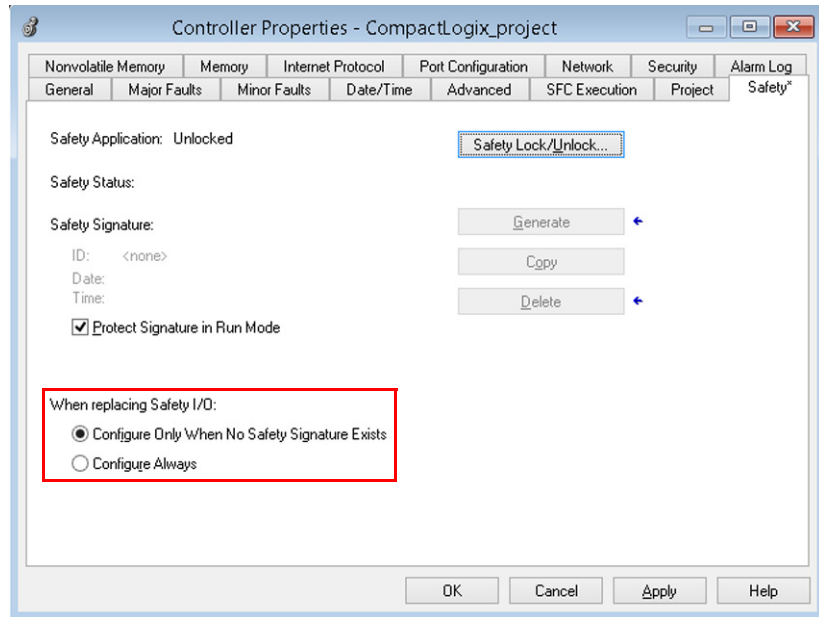 Controller Properties - CompactLogix_project
Nonvolatile Memory Memory Internet Protocol Port Configuration Network Security Alarm Log
General Major Faults Minor Faults Date/Time Advanced SFC Execution Project Safety*
Safety Application: Unlocked Safety Lock/Unlock...
Safety Status:
Safety Signature: Generate
ID: <none> Copy
Date:
Time: Delete
Protect Signature in Run Mode
When replacing Safety I/O:
Configure Only When No Safety Signature Exists
Configure Always
OK Cancel Apply Help